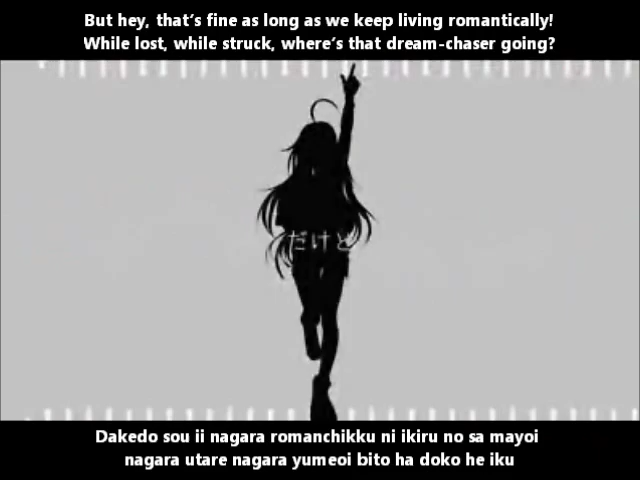 But hey, that's fine as long as we keep living romantically!
While lost, while struck, where's that dream-chaser going?
だけど
Dakedo sou ii nagara romanchikku ni ikiru no sa mayoi
nagara utare nagara yumeoi bito ha doko he iku